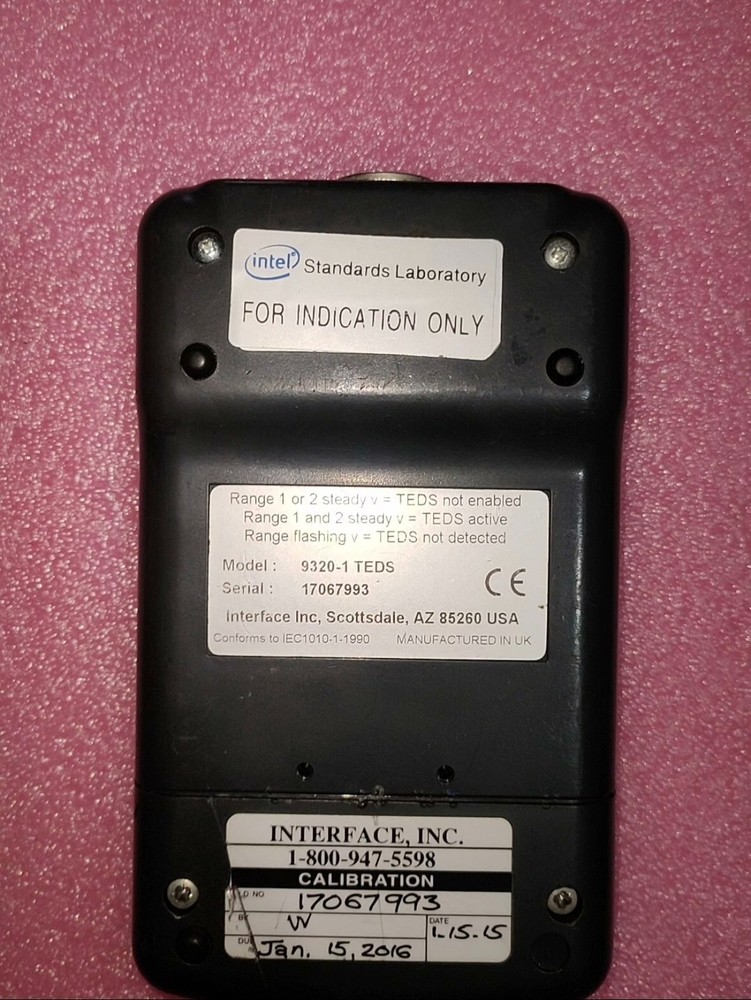 intel® Standards Laboratory
FOR INDICATION ONLY
Range 1 or 2 steady v = TEDS not enabled
Range 1 and 2 steady v = TEDS active
Range flashing v = TEDS not detected
Model : 9320-1 TEDS
Serial : 17067993
CE
Interface Inc, Scottsdale, AZ 85260 USA
Conforms to IEC1010-1-1990 MANUFACTURED IN UK
INTERFACE, INC.
1-800-947-5598
CALIBRATION
NO 17067993
BY W DATE 1-15-15
DUE Jan. 15, 2016